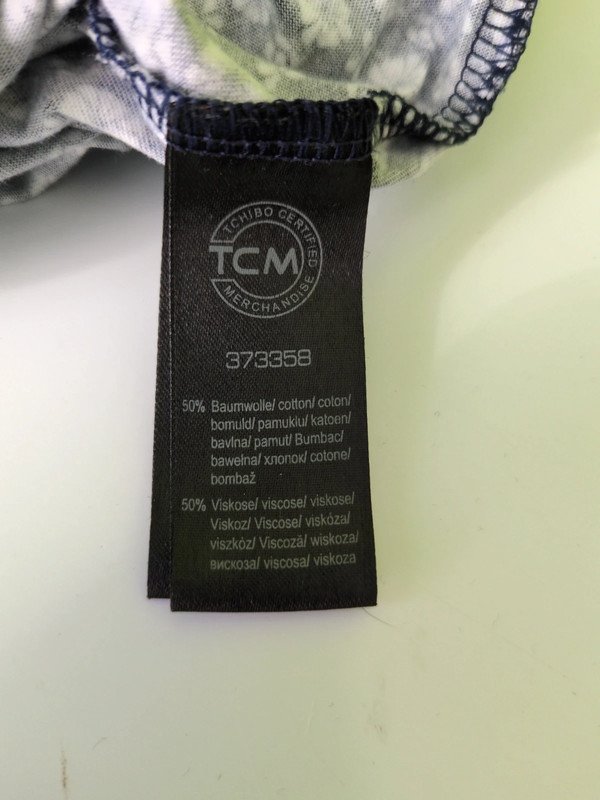 TCHIBO CERTIFIED
TCM
MERCHANDISE
373358
50% Baumwolle/ cotton/ coton/
bomuld/ pamuklu/ katoen/
bavlna/ pamut/ Bumbac/
bawełna/ хлопок/ cotone/
bombaž
50% Viskose/ viscose/ viskose/
Viskoz/ Viscose/ viskóza/
viszkóz/ Viscoză/ wiskoza/
вискоза/ viscosa/ viskoza